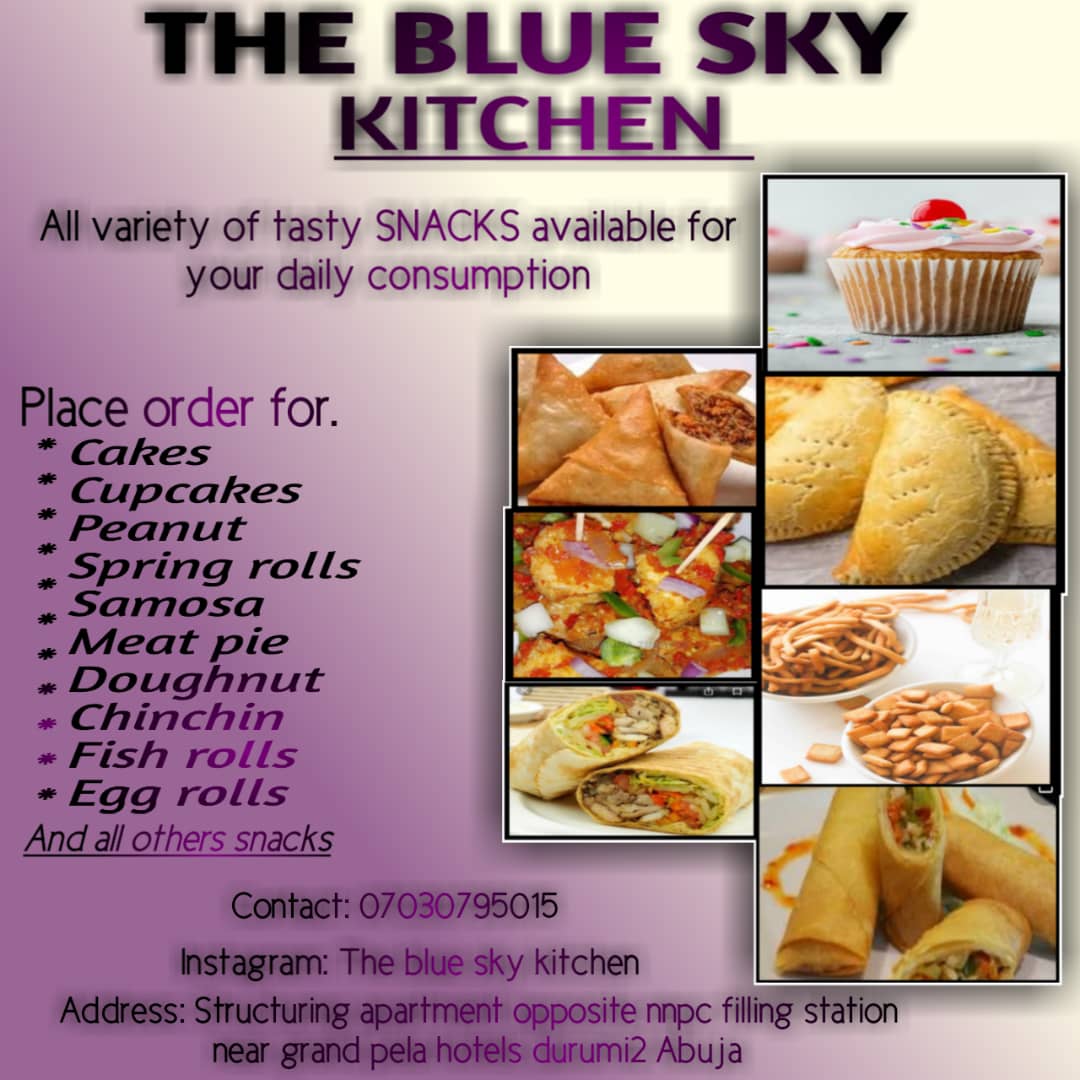 THE BLUE SKY
KITCHEN
All variety of tasty SNACKS available for
your daily consumption
Place order for.
* Cakes
* Cupcakes
* Peanut
* Spring rolls
* Samosa
* Meat pie
* Doughnut
* Chinchin
* Fish rolls
* Egg rolls
And all others snacks
Contact: 07030795015
Instagram: The blue sky kitchen
Address: Structuring apartment opposite nnpc filling station
near grand pela hotels durumi2 Abuja